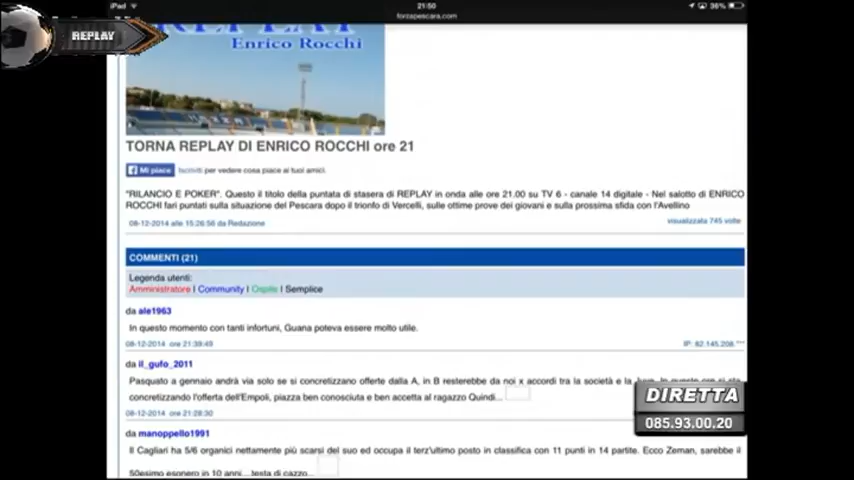 iPad 21:50 36%
forzapescara.com
REPLAY
REPLAY
Enrico Rocchi
TORNA REPLAY DI ENRICO ROCCHI ore 21
Mi piace Iscriviti per vedere cosa piace ai tuoi amici.
"RILANCIO E POKER". Questo il titolo della puntata di stasera di REPLAY in onda alle ore 21.00 su TV 6 - canale 14 digitale - Nel salotto di ENRICO
ROCCHI fari puntati sulla situazione del Pescara dopo il trionfo di Vercelli, sulle ottime prove dei giovani e sulla prossima sfida con l'Avellino
08-12-2014 alle 15:26:56 da Redazione visualizzata 745 volte
COMMENTI (21)
Legenda utenti:
Amministratore | Community | Ospite | Semplice
da ale1963
In questo momento con tanti infortuni, Guana poteva essere molto utile.
08-12-2014 ore 21:39:49 IP: 82.145.208.***
da il_gufo_2011
Pasquato a gennaio andrà via solo se si concretizzano offerte dalla A, in B resterebbe da noi x accordi tra la società e la
concretizzando l'offerta dell'Empoli, piazza ben conosciuta e ben accetta al ragazzo Quindi...
08-12-2014 ore 21:28:30
DIRETTA
085.93.00.20
da manoppello1991
Il Cagliari ha 5/6 organici nettamente più scarsi del suo ed occupa il terz'ultimo posto in classifica con 11 punti in 14 partite. Ecco Zeman, sarebbe il
50esimo esonero in 10 anni... testa di cazzo...